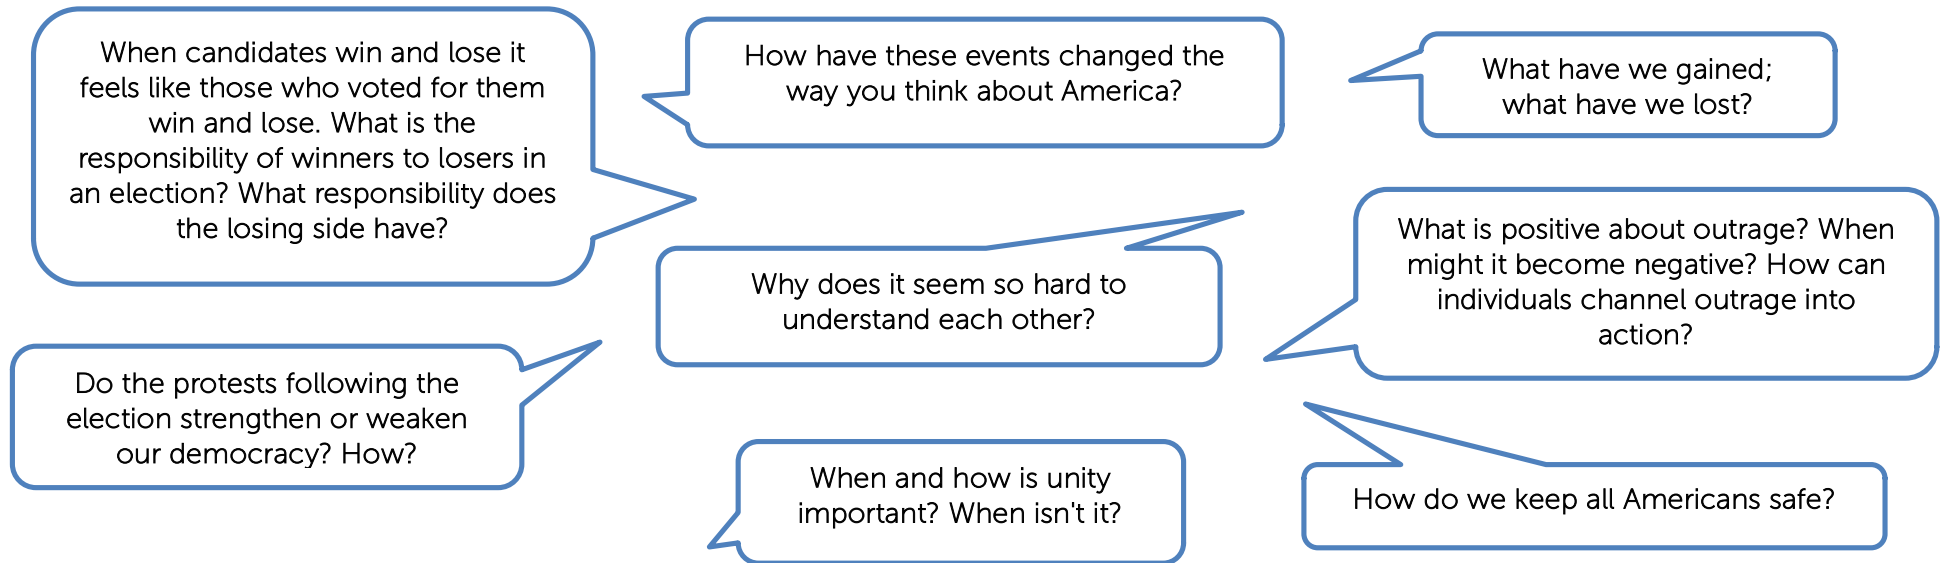 When candidates win and lose it
feels like those who voted for them
win and lose. What is the
responsibility of winners to losers in
an election? What responsibility does
the losing side have?
How have these events changed the
way you think about America?
What have we gained;
what have we lost?
Why does it seem so hard to
understand each other?
What is positive about outrage? When
might it become negative? How can
individuals channel outrage into
action?
Do the protests following the
election strengthen or weaken
our democracy? How?
When and how is unity
important? When isn't it?
How do we keep all Americans safe?